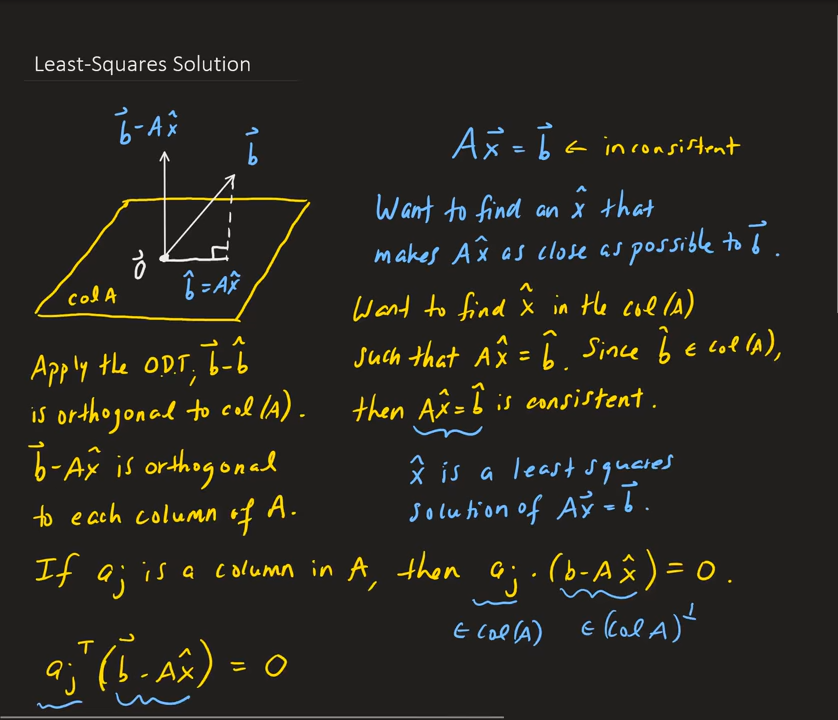 Least-Squares Solution
b⃗ - Ax̂
b⃗
0⃗
b̂ = Ax̂
col A
Ax⃗ = b⃗ ← inconsistent
Want to find an x̂ that
makes Ax̂ as close as possible to b⃗.
Want to find x̂ in the col(A)
such that Ax̂ = b̂. Since b̂ ∈ col(A),
then Ax̂ = b̂ is consistent.
x̂ is a least squares
solution of Ax⃗ = b⃗.
Apply the O.D.T, b⃗ - b̂
is orthogonal to col(A).
b⃗ - Ax̂ is orthogonal
to each column of A.
If aⱼ is a column in A, then aⱼ · (b - Ax̂) = 0.
∈ col(A) ∈ (col A)^⊥
aⱼᵀ(b⃗ - Ax̂) = 0